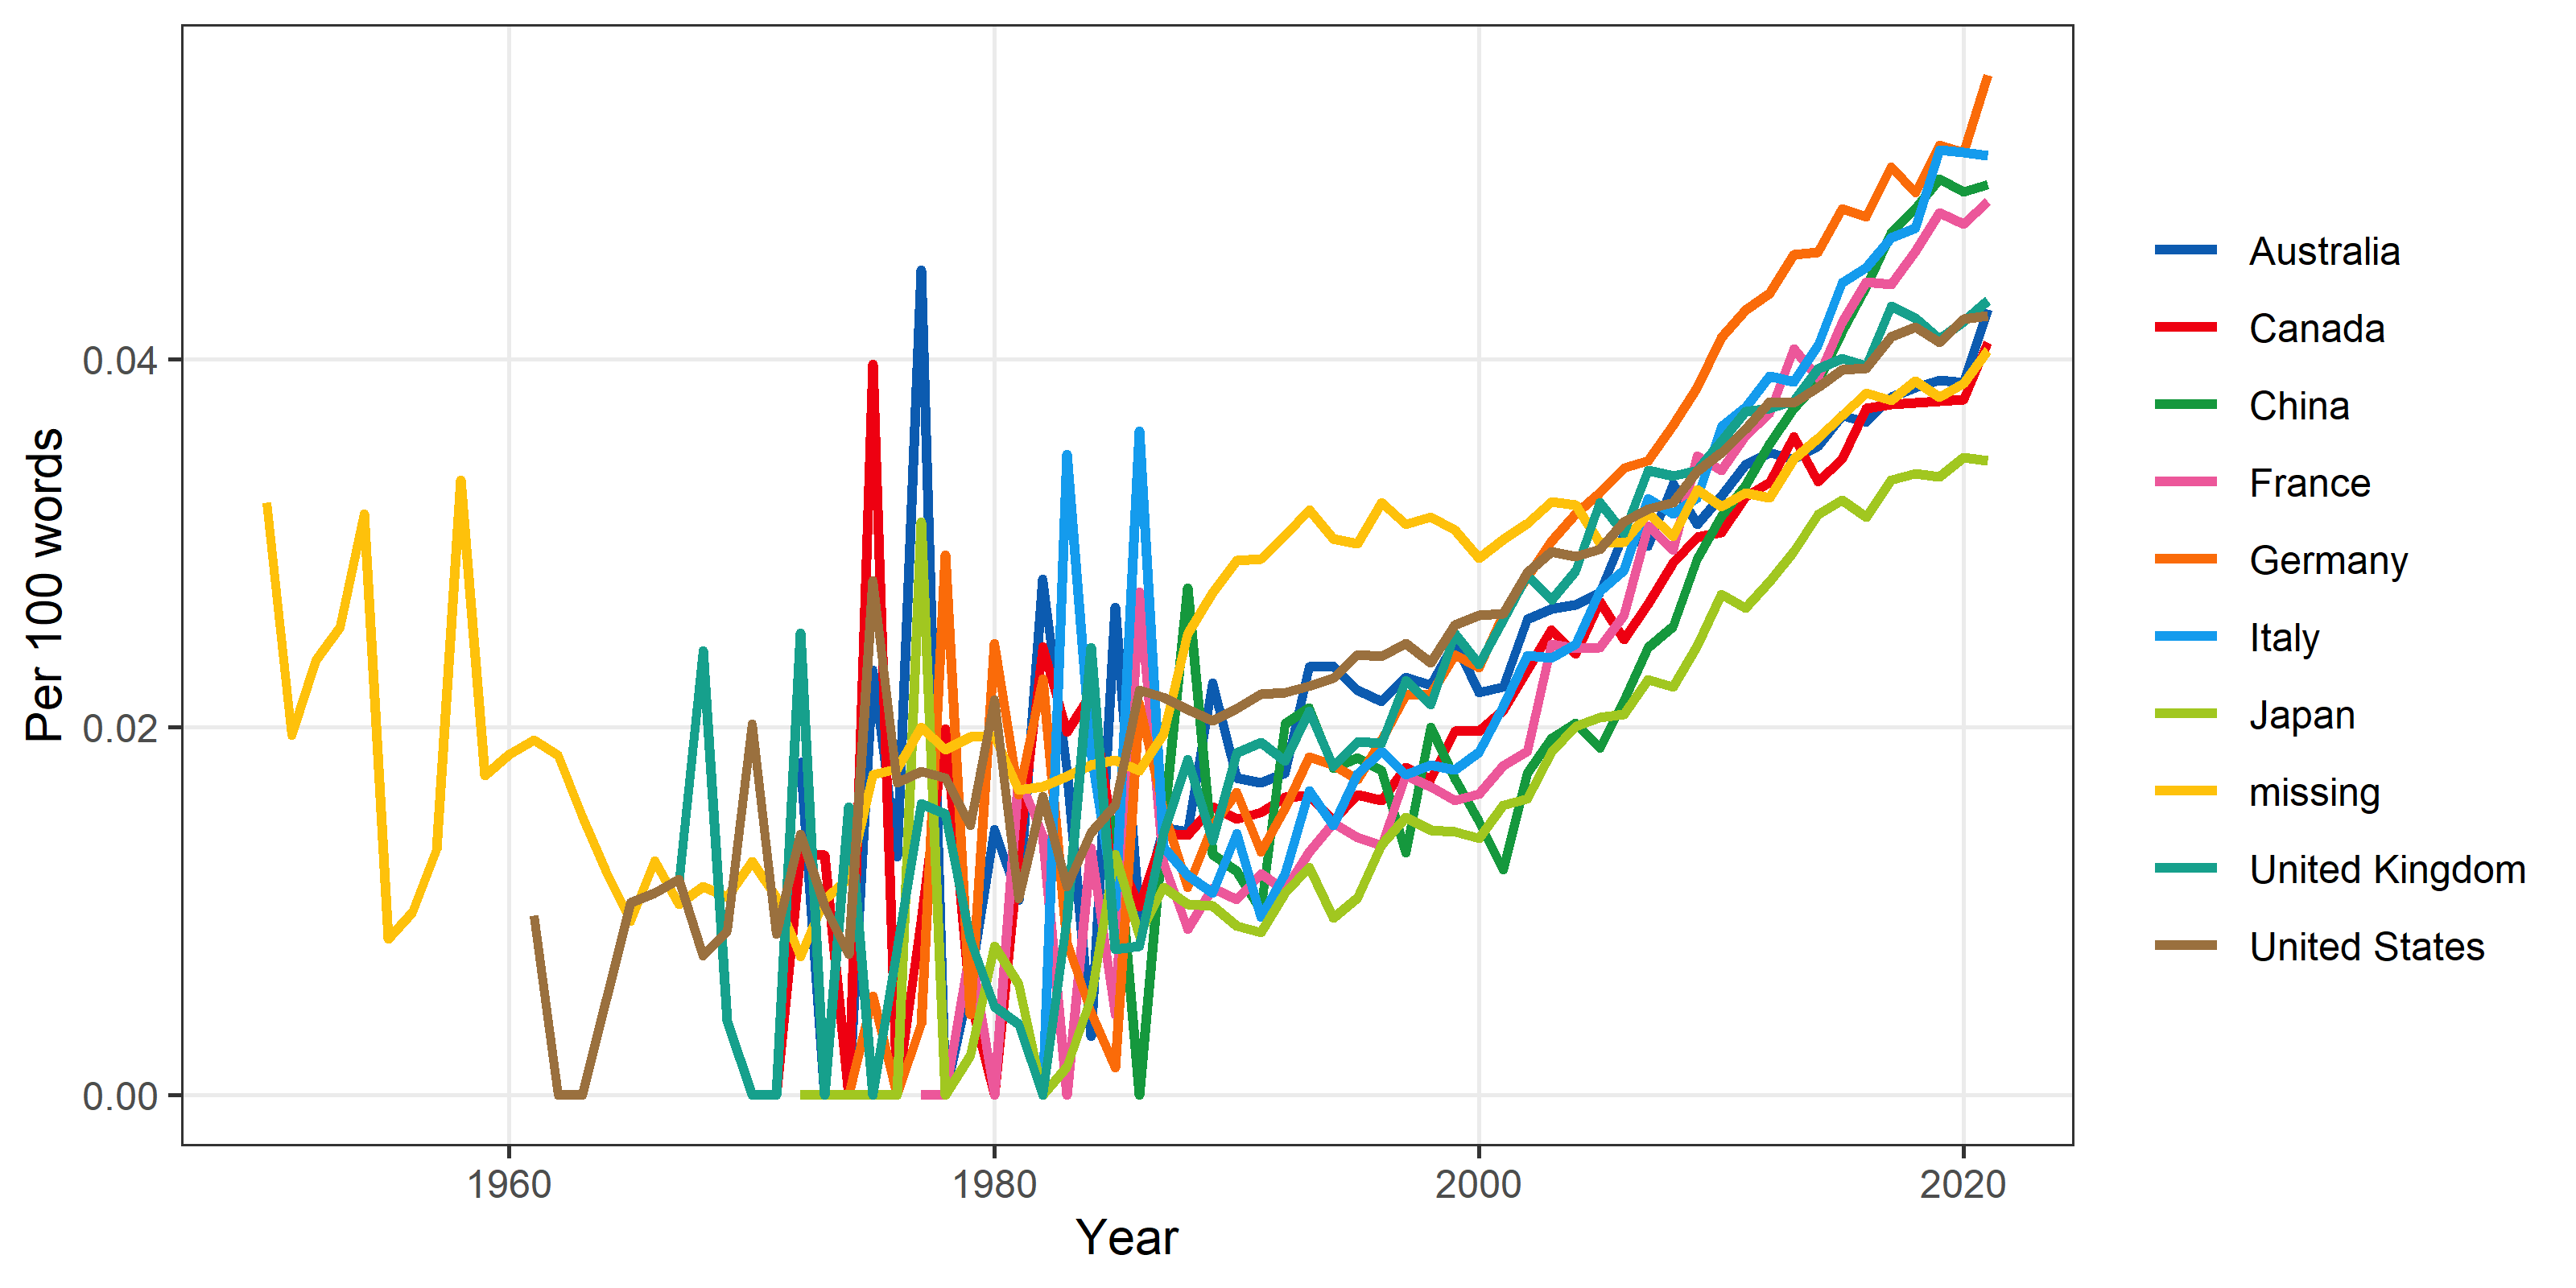 Per 100 words
0.04
0.02
0.00
1960
1980
2000
2020
Year
Australia
Canada
China
France
Germany
Italy
Japan
missing
United Kingdom
United States